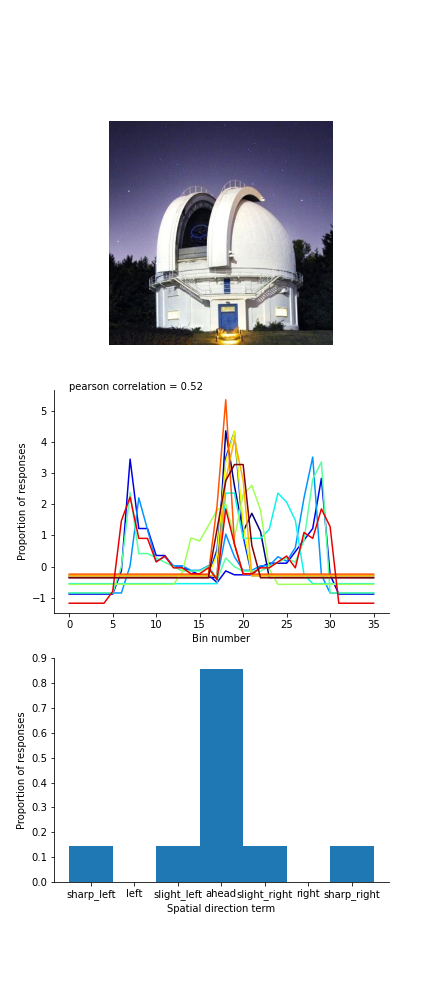 pearson correlation = 0.52
Proportion of responses
5
4
3
2
1
0
−1
0 5 10 15 20 25 30 35
Bin number
Proportion of responses
0.9
0.8
0.7
0.6
0.5
0.4
0.3
0.2
0.1
0.0
sharp_left left slight_left ahead slight_right right sharp_right
Spatial direction term